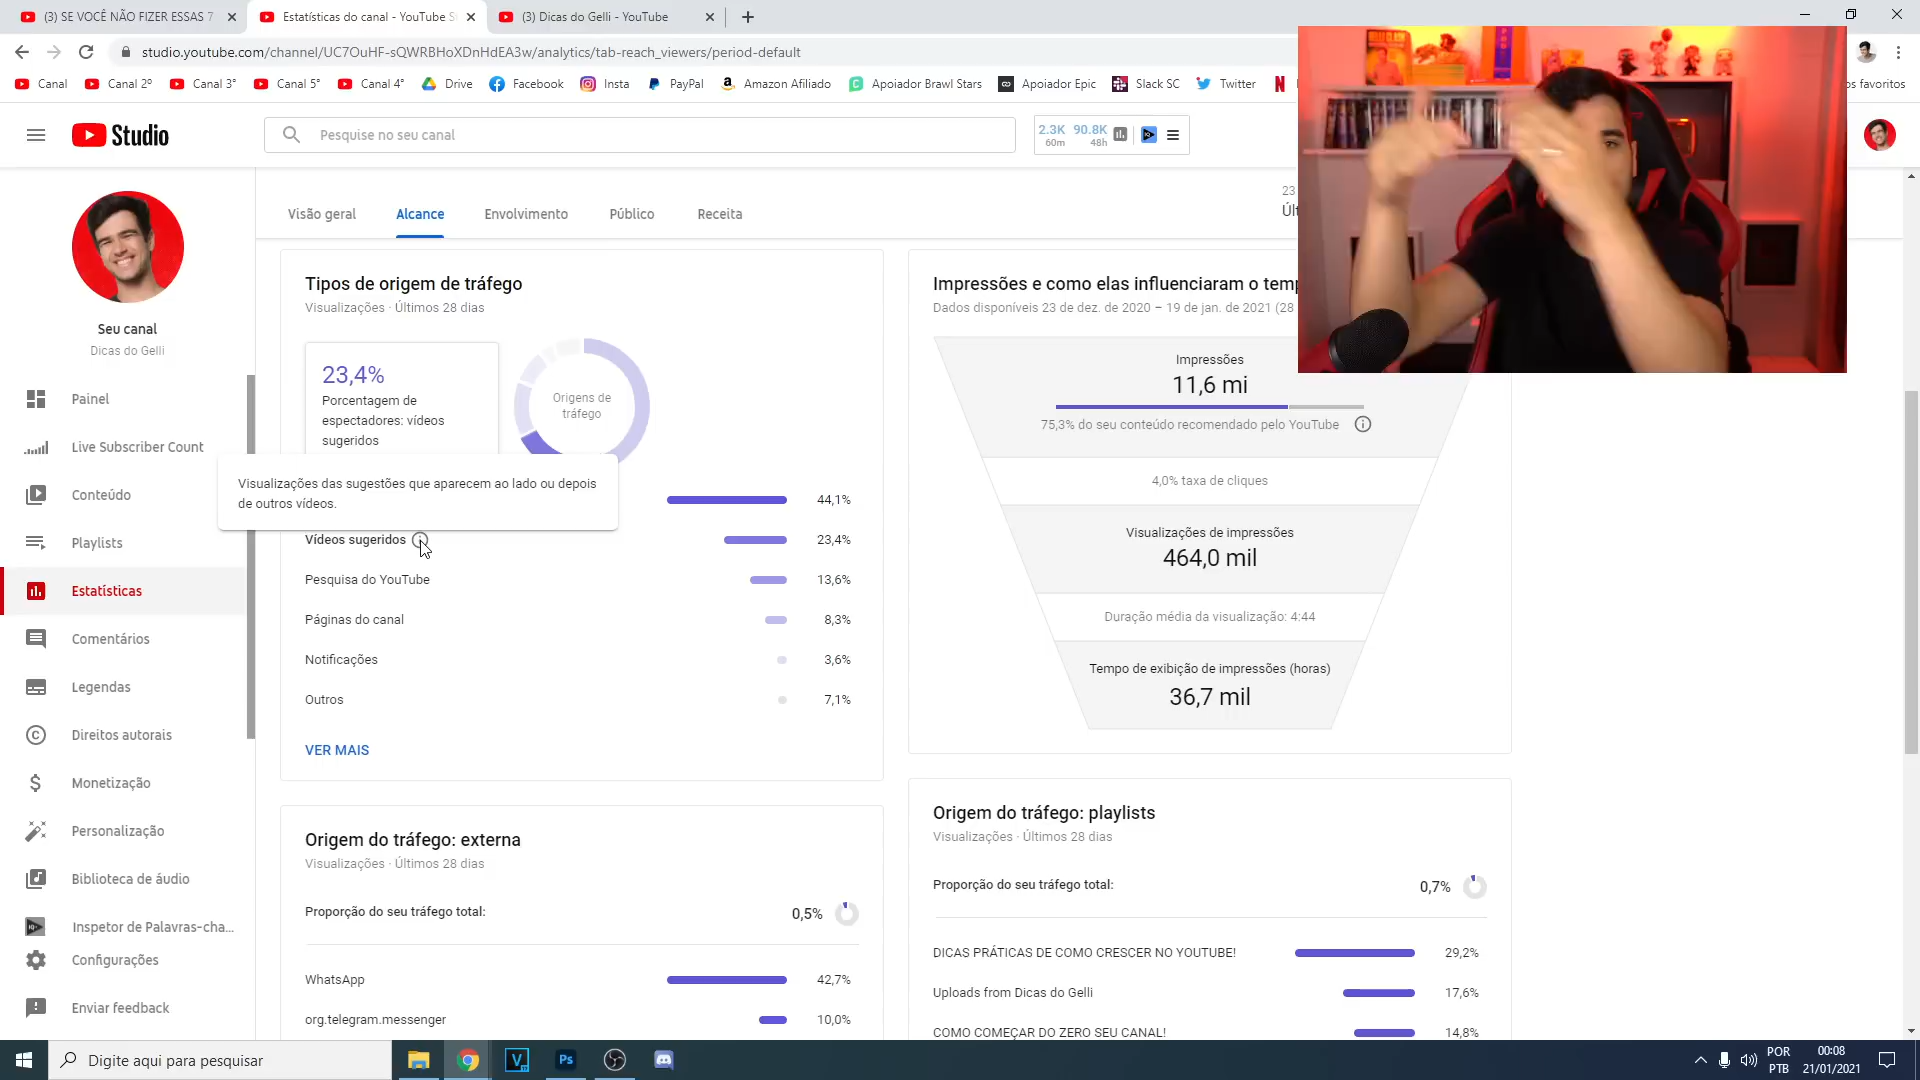 (3) SE VOCÊ NÃO FIZER ESSAS 7
Estatísticas do canal - YouTube S
(3) Dicas do Gelli - YouTube
studio.youtube.com/channel/UC7OuHF-sQWRBHoXDnHdEA3w/analytics/tab-reach_viewers/period-default
Canal
Canal 2º
Canal 3°
Canal 5°
Canal 4°
Drive
Facebook
Insta
PayPal
Amazon Afiliado
Apoiador Brawl Stars
Apoiador Epic
Slack SC
Twitter
os favoritos
Studio
Pesquise no seu canal
2.3K 90.8K
60m 48h
Visão geral
Alcance
Envolvimento
Público
Receita
23
Últ
Seu canal
Dicas do Gelli
Painel
Live Subscriber Count
Conteúdo
Playlists
Estatísticas
Comentários
Legendas
Direitos autorais
Monetização
Personalização
Biblioteca de áudio
Inspetor de Palavras-cha...
Configurações
Enviar feedback
Tipos de origem de tráfego
Visualizações · Últimos 28 dias
23,4%
Porcentagem de
espectadores: vídeos
sugeridos
Origens de
tráfego
Visualizações das sugestões que aparecem ao lado ou depois
de outros vídeos.
44,1%
Vídeos sugeridos 23,4%
Pesquisa do YouTube 13,6%
Páginas do canal 8,3%
Notificações 3,6%
Outros 7,1%
VER MAIS
Impressões e como elas influenciaram o temp
Dados disponíveis 23 de dez. de 2020 – 19 de jan. de 2021 (28
Impressões
11,6 mi
75,3% do seu conteúdo recomendado pelo YouTube
4,0% taxa de cliques
Visualizações de impressões
464,0 mil
Duração média da visualização: 4:44
Tempo de exibição de impressões (horas)
36,7 mil
Origem do tráfego: externa
Visualizações · Últimos 28 dias
Proporção do seu tráfego total: 0,5%
WhatsApp 42,7%
org.telegram.messenger 10,0%
Origem do tráfego: playlists
Visualizações · Últimos 28 dias
Proporção do seu tráfego total: 0,7%
DICAS PRÁTICAS DE COMO CRESCER NO YOUTUBE! 29,2%
Uploads from Dicas do Gelli 17,6%
COMO COMEÇAR DO ZERO SEU CANAL! 14,8%
Digite aqui para pesquisar
POR
PTB
00:08
21/01/2021